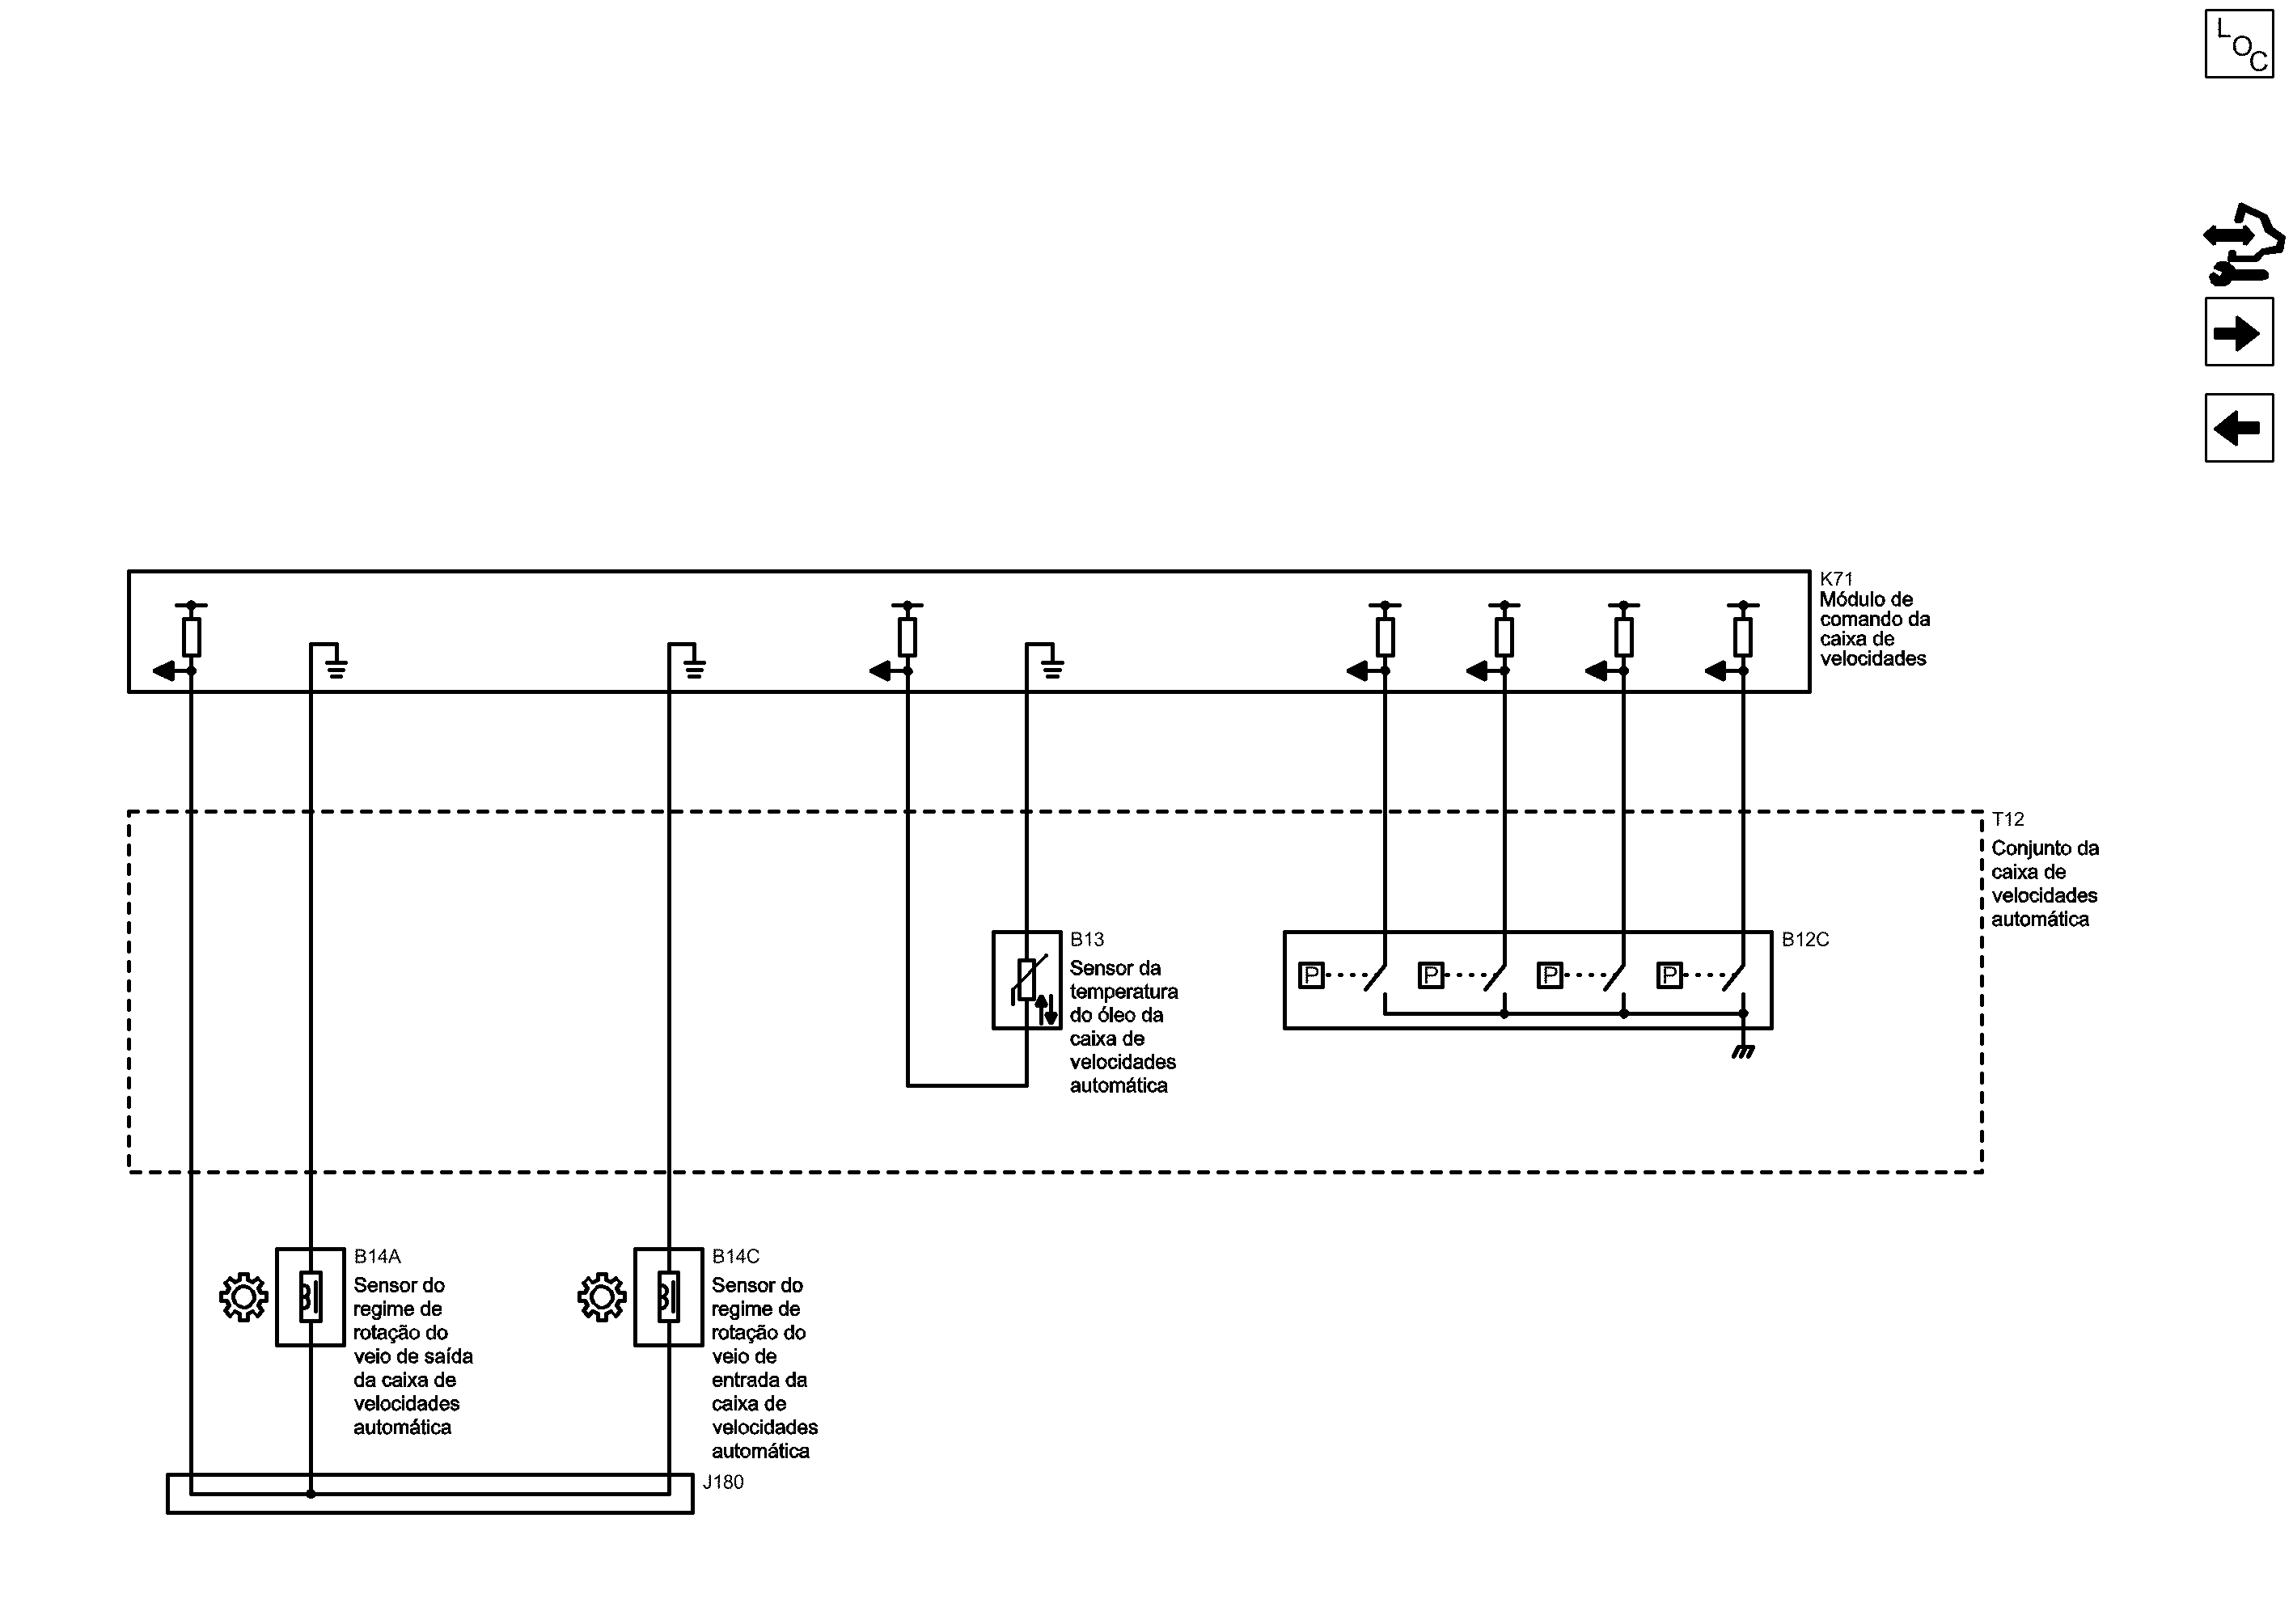 L
O
C
K71
Módulo de
comando da
caixa de
velocidades
T12
Conjunto da
caixa de
velocidades
automática
B13
Sensor da
temperatura
do óleo da
caixa de
velocidades
automática
B12C
P
P
P
P
B14A
Sensor do
regime de
rotação do
veio de saída
da caixa de
velocidades
automática
B14C
Sensor do
regime de
rotação do
veio de
entrada da
caixa de
velocidades
automática
J180